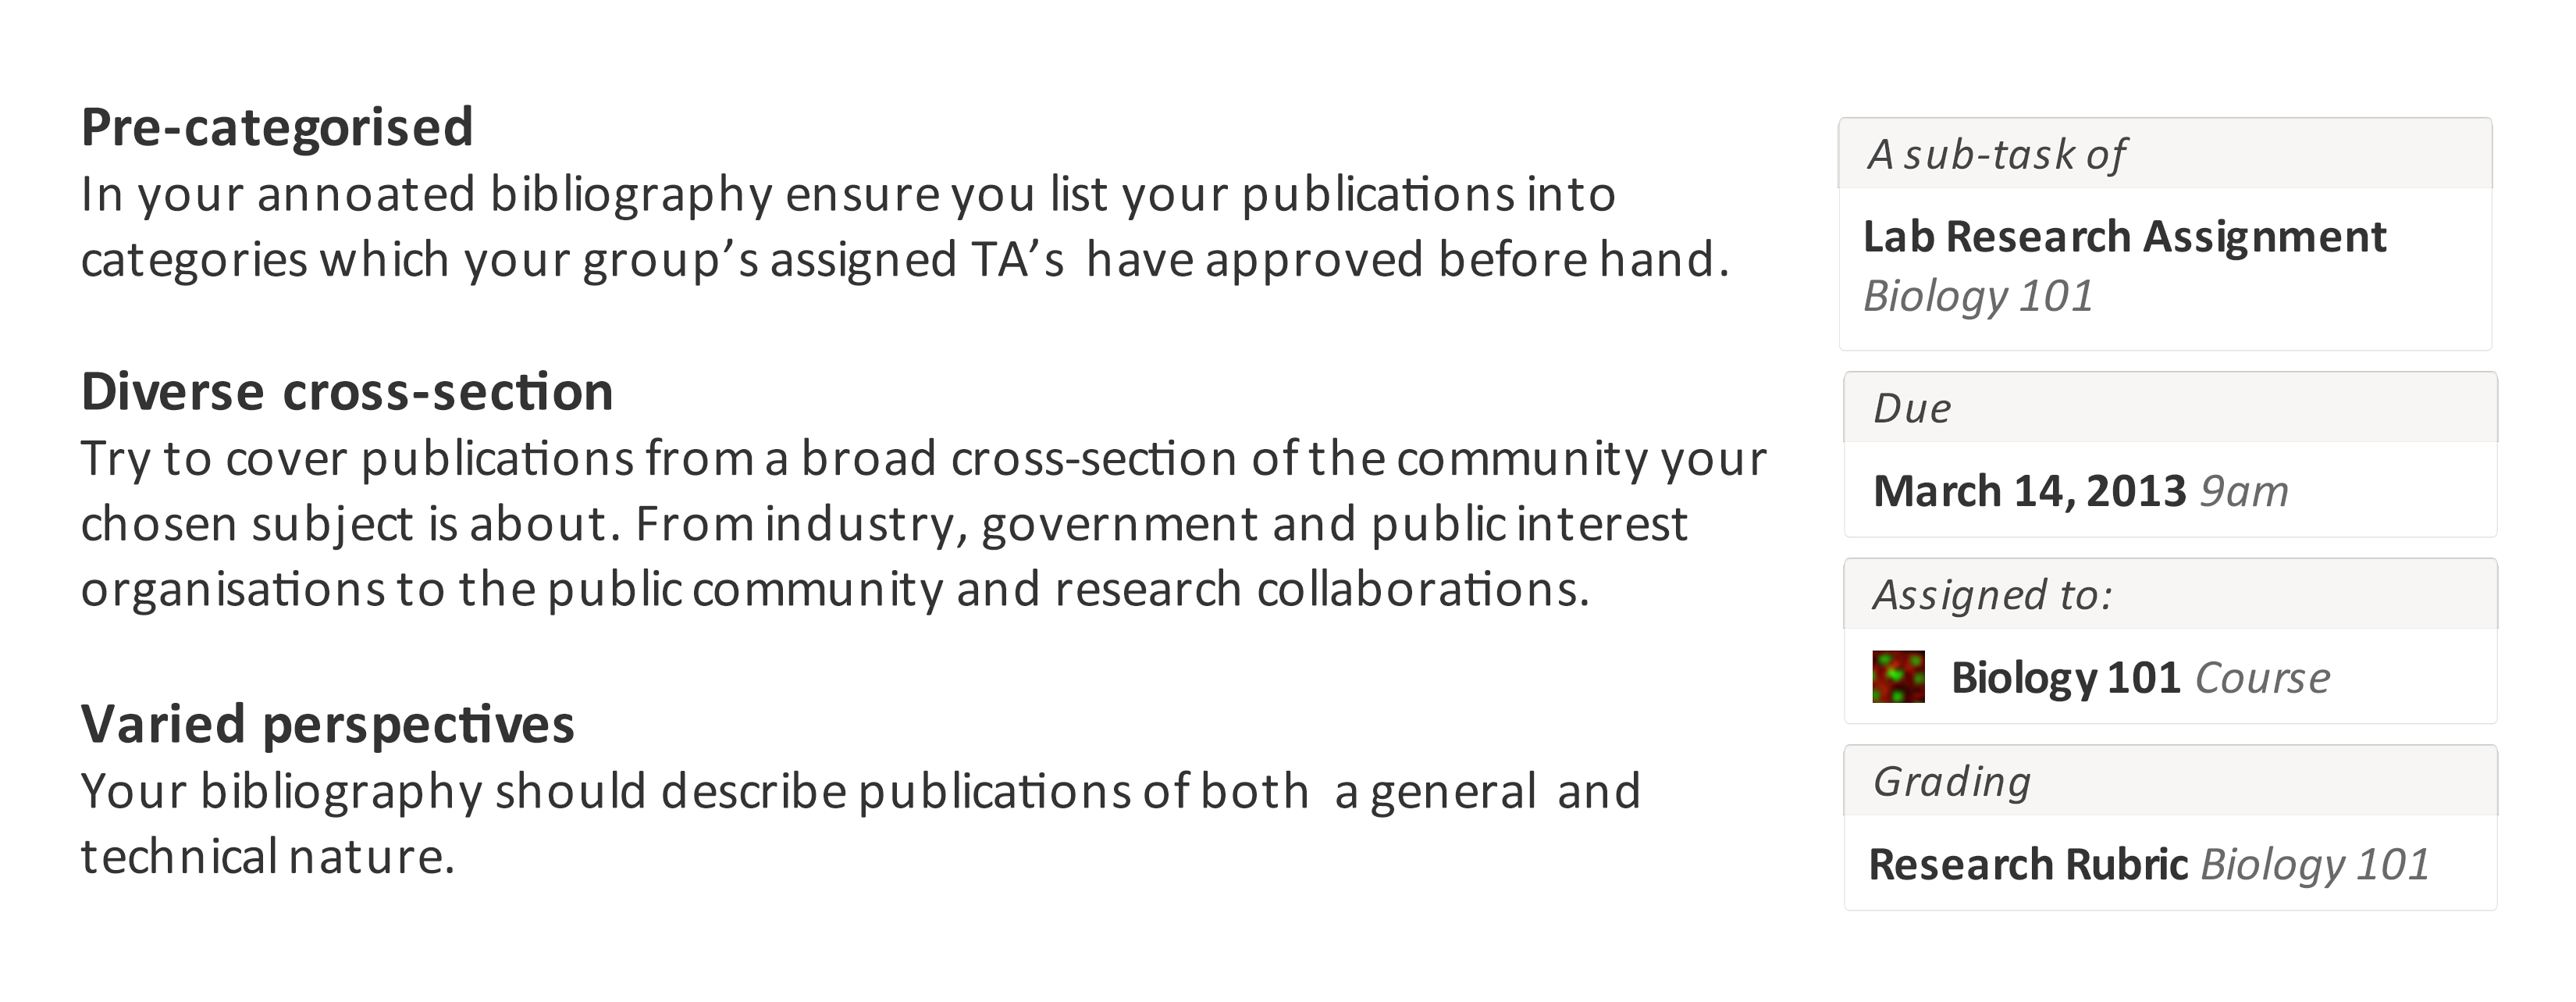 Pre-categorised
In your annoated bibliography ensure you list your publications into
categories which your group’s assigned TA’s have approved before hand.
Diverse cross-section
Try to cover publications from a broad cross-section of the community your
chosen subject is about. From industry, government and public interest
organisations to the public community and research collaborations.
Varied perspectives
Your bibliography should describe publications of both a general and
technical nature.
A sub-task of
Lab Research Assignment
Biology 101
Due
March 14, 2013 9am
Assigned to:
Biology 101 Course
Grading
Research Rubric Biology 101